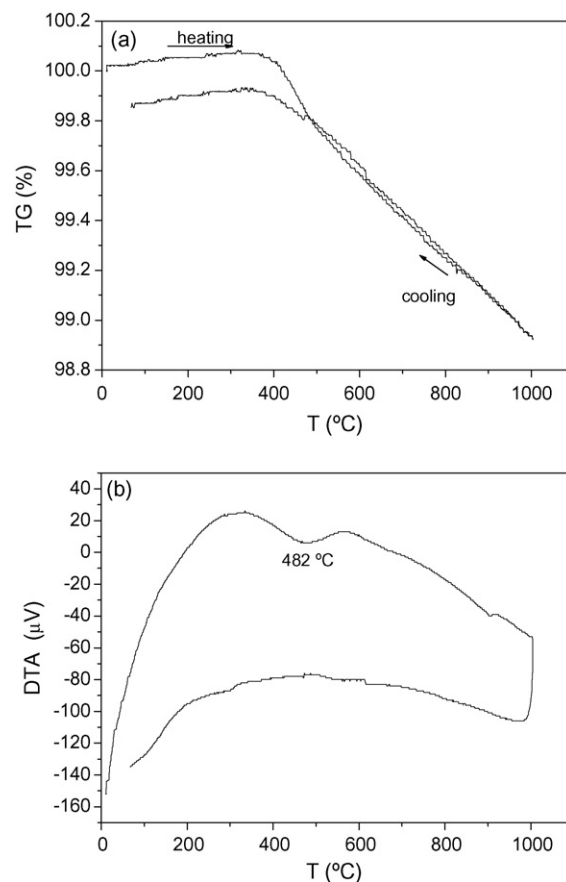 (a)
heating
100.2
100.0
99.8
99.6
99.4
99.2
99.0
98.8
TG (%)
cooling
0 200 400 600 800 1000
T (ºC)
(b)
40
20
0
-20
-40
-60
-80
-100
-120
-140
-160
DTA (μV)
482 ºC
0 200 400 600 800 1000
T (ºC)